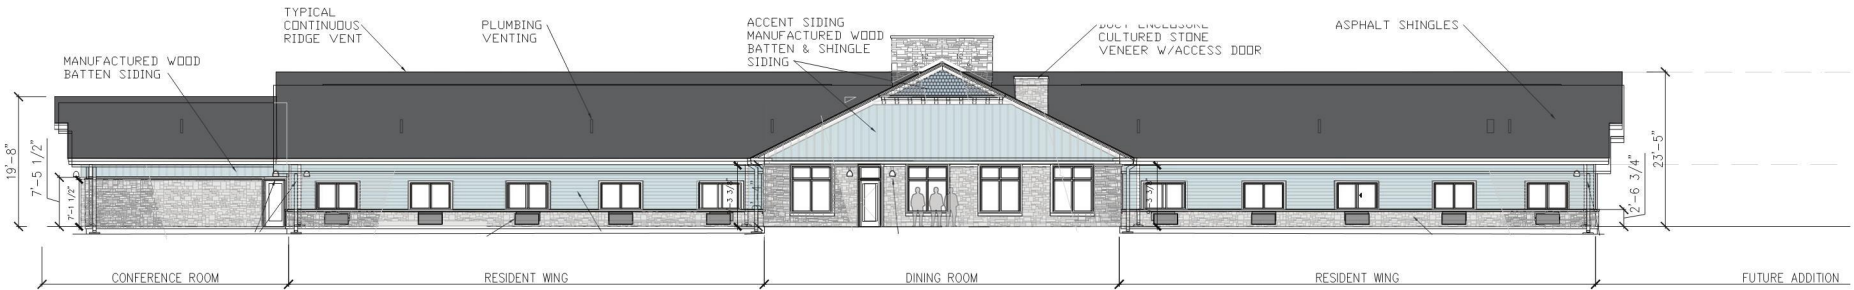 TYPICAL
CONTINUOUS
RIDGE VENT
PLUMBING
VENTING
ACCENT SIDING
MANUFACTURED WOOD
BATTEN & SHINGLE
SIDING
DUCT ENCLOSURE
CULTURED STONE
VENEER W/ACCESS DOOR
ASPHALT SHINGLES
MANUFACTURED WOOD
BATTEN SIDING
19'-8"
7'-5 1/2"
7'-1 1/2"
2'-6 3/4"
23'-5"
CONFERENCE ROOM
RESIDENT WING
DINING ROOM
RESIDENT WING
FUTURE ADDITION